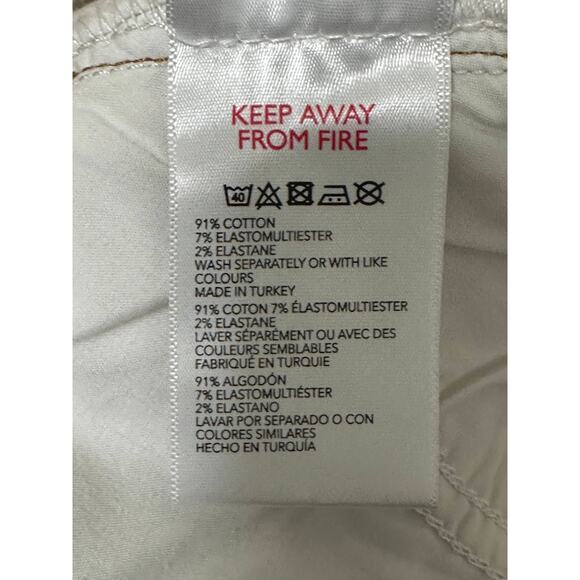 KEEP AWAY
FROM FIRE
40
91% COTTON
7% ELASTOMULTIESTER
2% ELASTANE
WASH SEPARATELY OR WITH LIKE
COLOURS
MADE IN TURKEY
91% COTON 7% ÉLASTOMULTIESTER
2% ELASTANE
LAVER SÉPARÉMENT OU AVEC DES
COULEURS SEMBLABLES
FABRIQUÉ EN TURQUIE
91% ALGODÓN
7% ELASTOMULTIÉSTER
2% ELASTANO
LAVAR POR SEPARADO O CON
COLORES SIMILARES
HECHO EN TURQUÍA